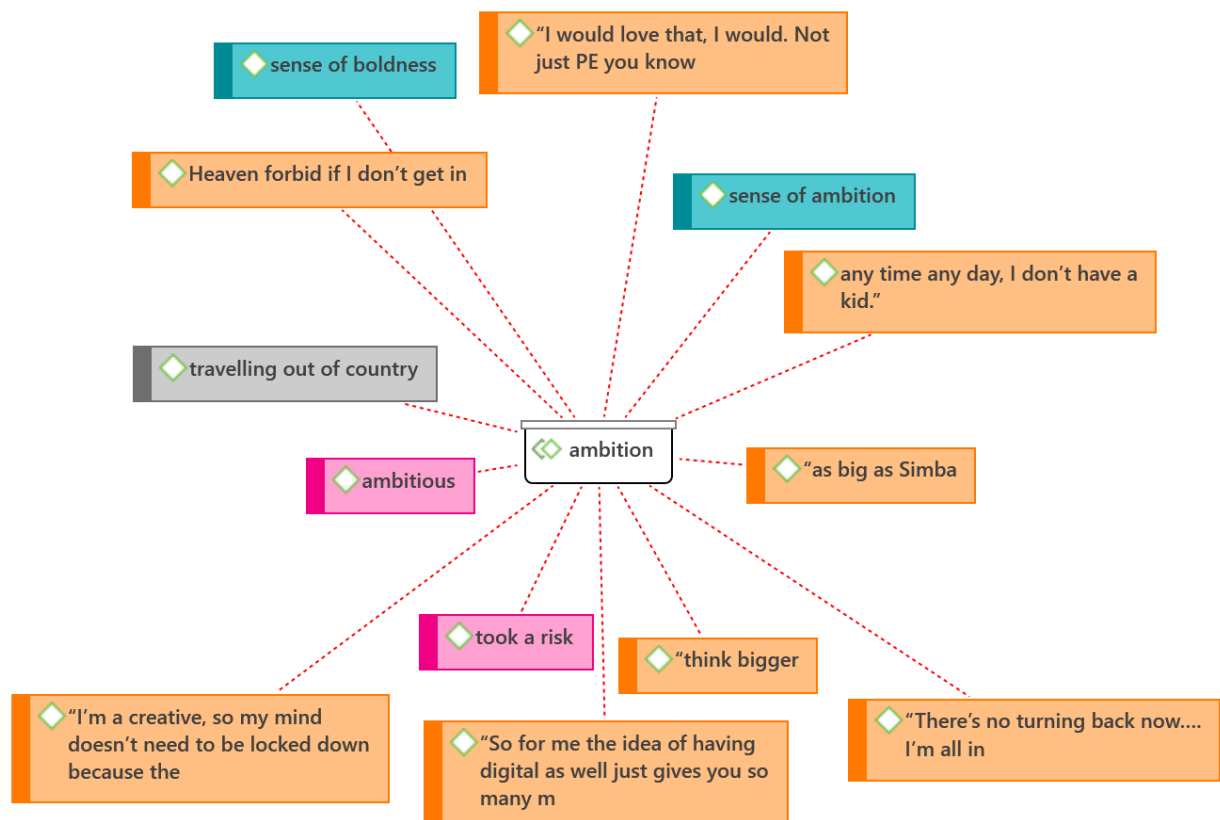 “I would love that, I would. Not
just PE you know
sense of boldness
Heaven forbid if I don’t get in
sense of ambition
any time any day, I don’t have a
kid.”
travelling out of country
ambition
“as big as Simba
ambitious
took a risk
“think bigger
“I’m a creative, so my mind
doesn’t need to be locked down
because the
“There’s no turning back now....
I’m all in
“So for me the idea of having
digital as well just gives you so
many m